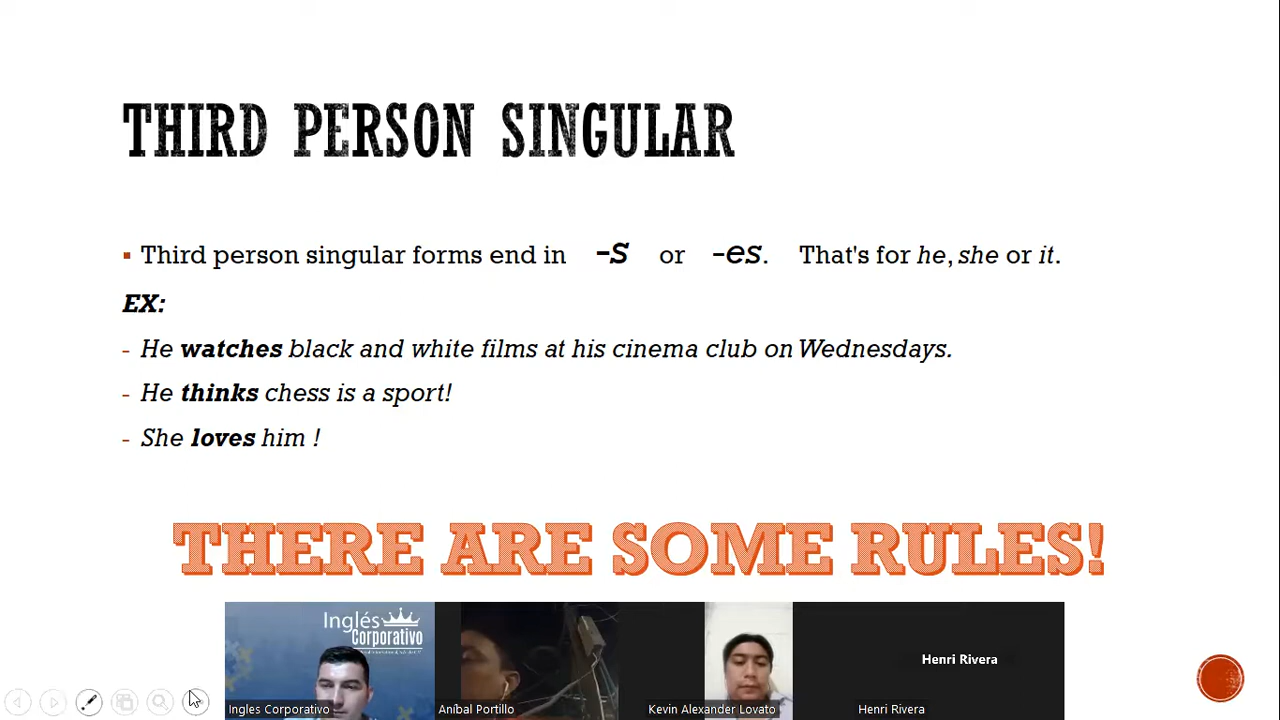 THIRD PERSON SINGULAR
Third person singular forms end in -s or -es. That's for he, she or it.
EX:
- He watches black and white films at his cinema club on Wednesdays.
- He thinks chess is a sport!
- She loves him !
THERE ARE SOME RULES!
Inglés
Corporativo
Henri Rivera
Ingles Corporativo
Aníbal Portillo
Kevin Alexander Lovato
Henri Rivera